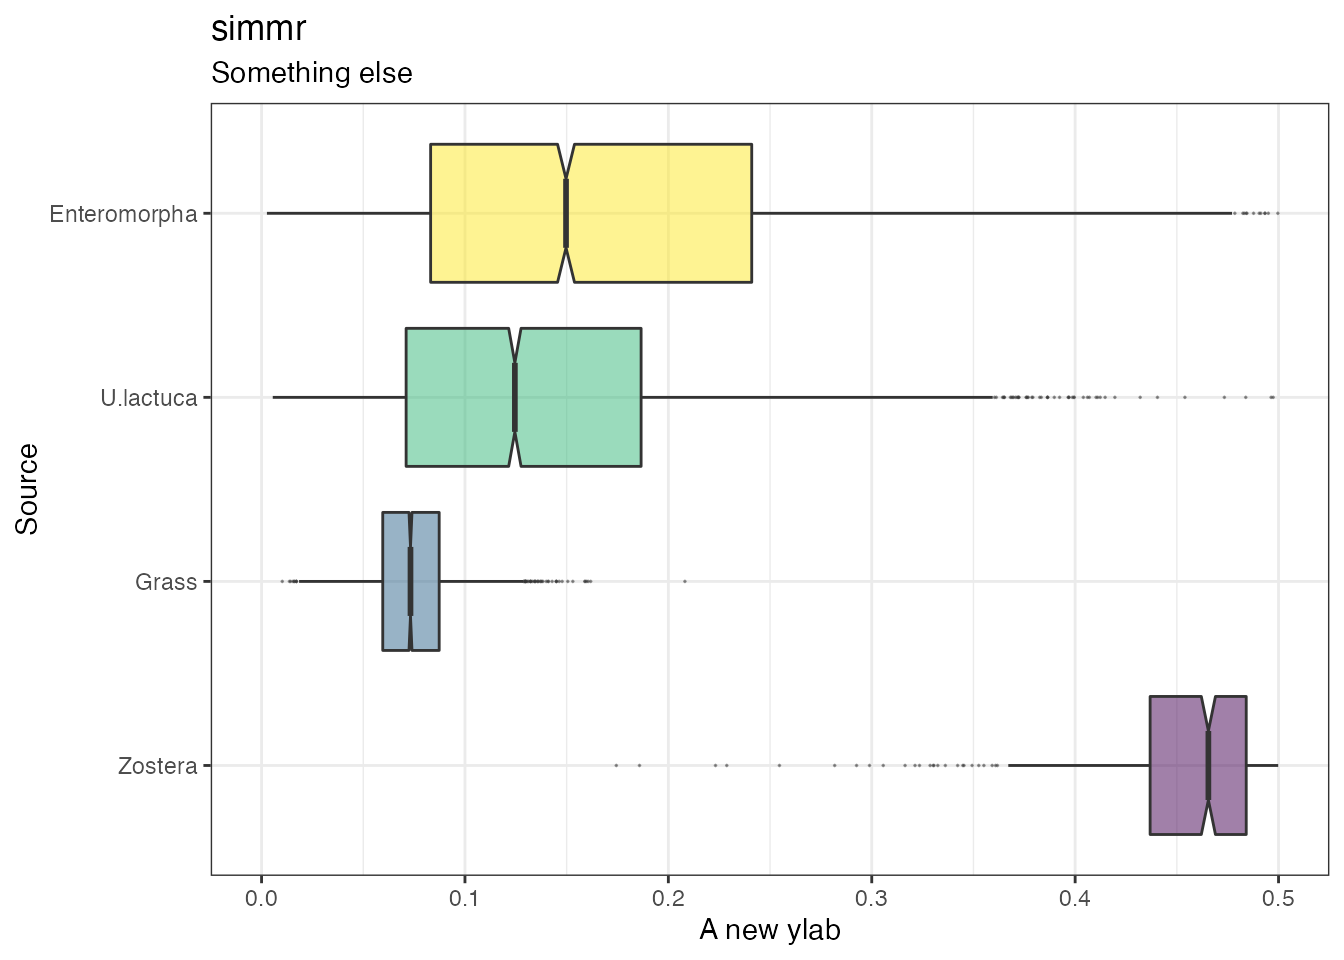 simmr
Something else
Enteromorpha
U.lactuca
Grass
Zostera
Source
0.0 0.1 0.2 0.3 0.4 0.5
A new ylab